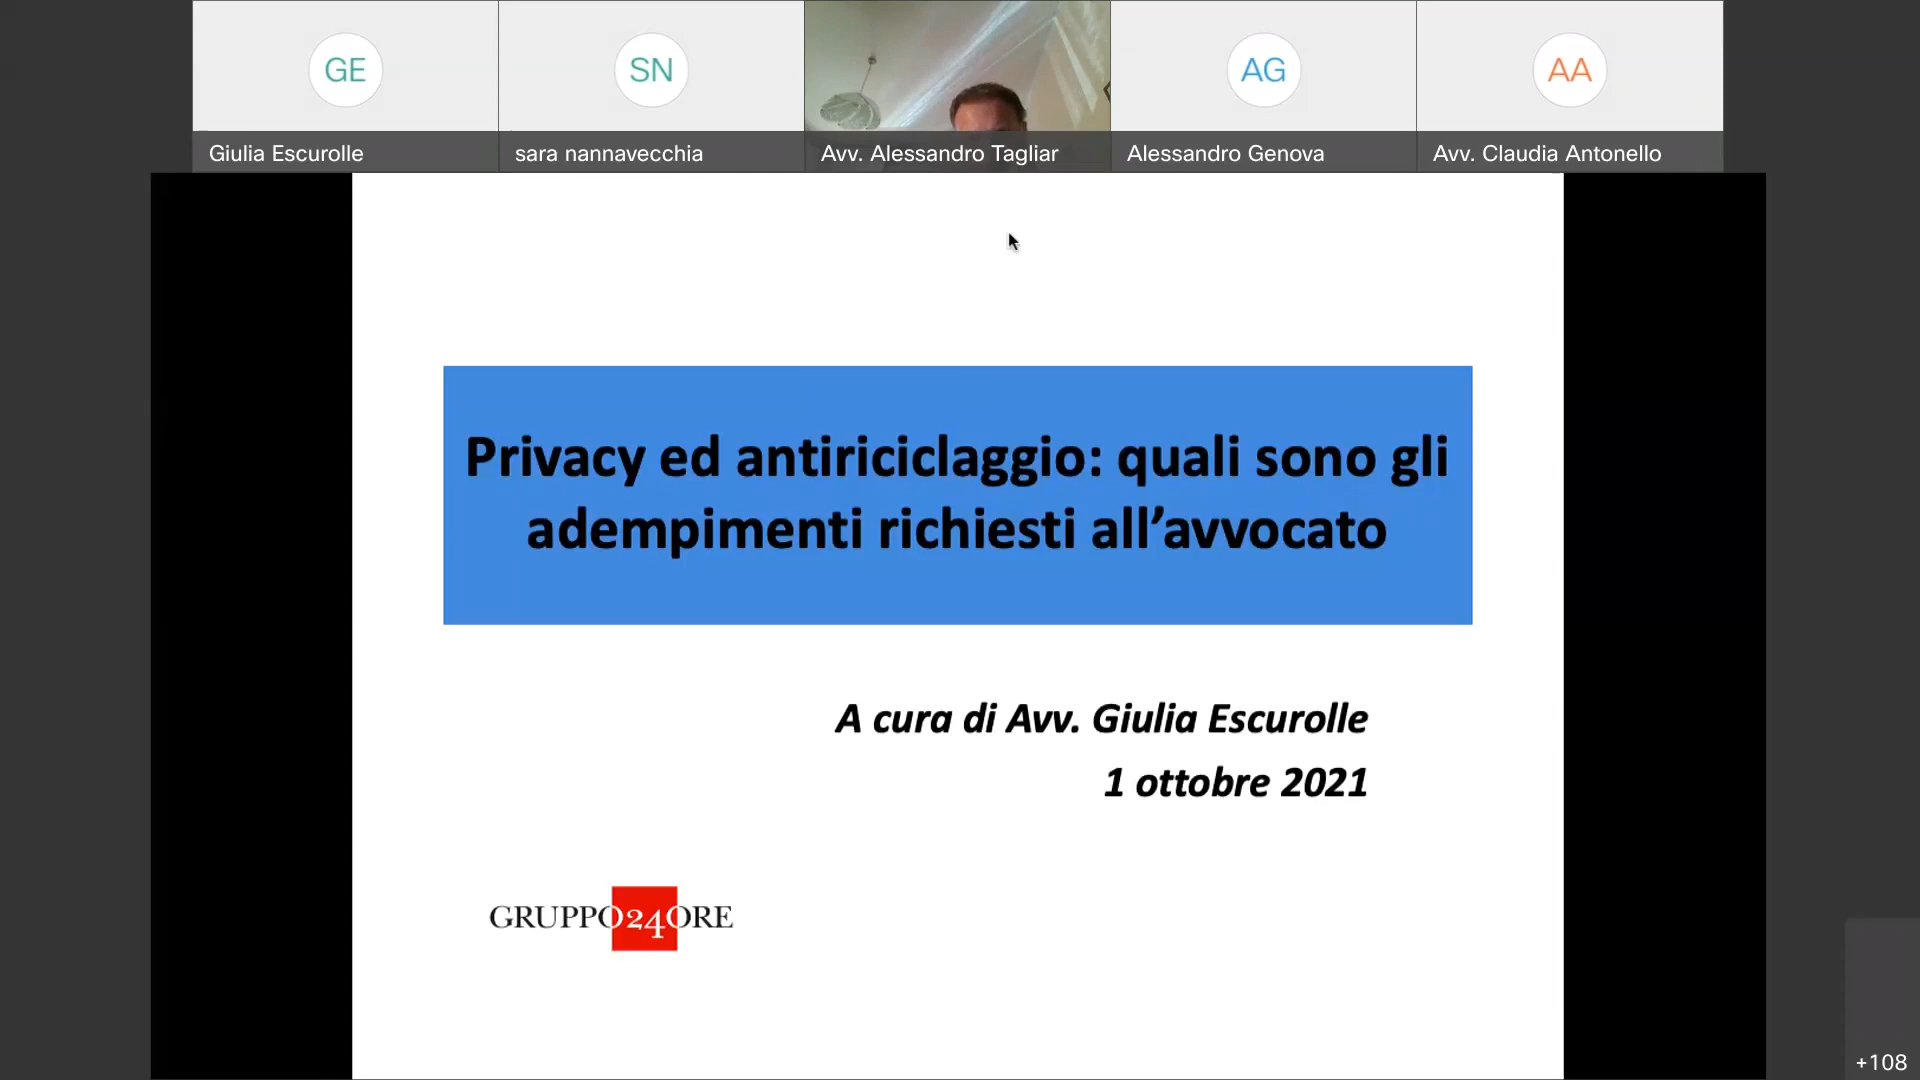 GE
SN
AG
AA
Giulia Escurolle
sara nannavecchia
Avv. Alessandro Tagliar
Alessandro Genova
Avv. Claudia Antonello
Privacy ed antiriciclaggio: quali sono gli
adempimenti richiesti all’avvocato
A cura di Avv. Giulia Escurolle
1 ottobre 2021
GRUPPO24ORE
+108